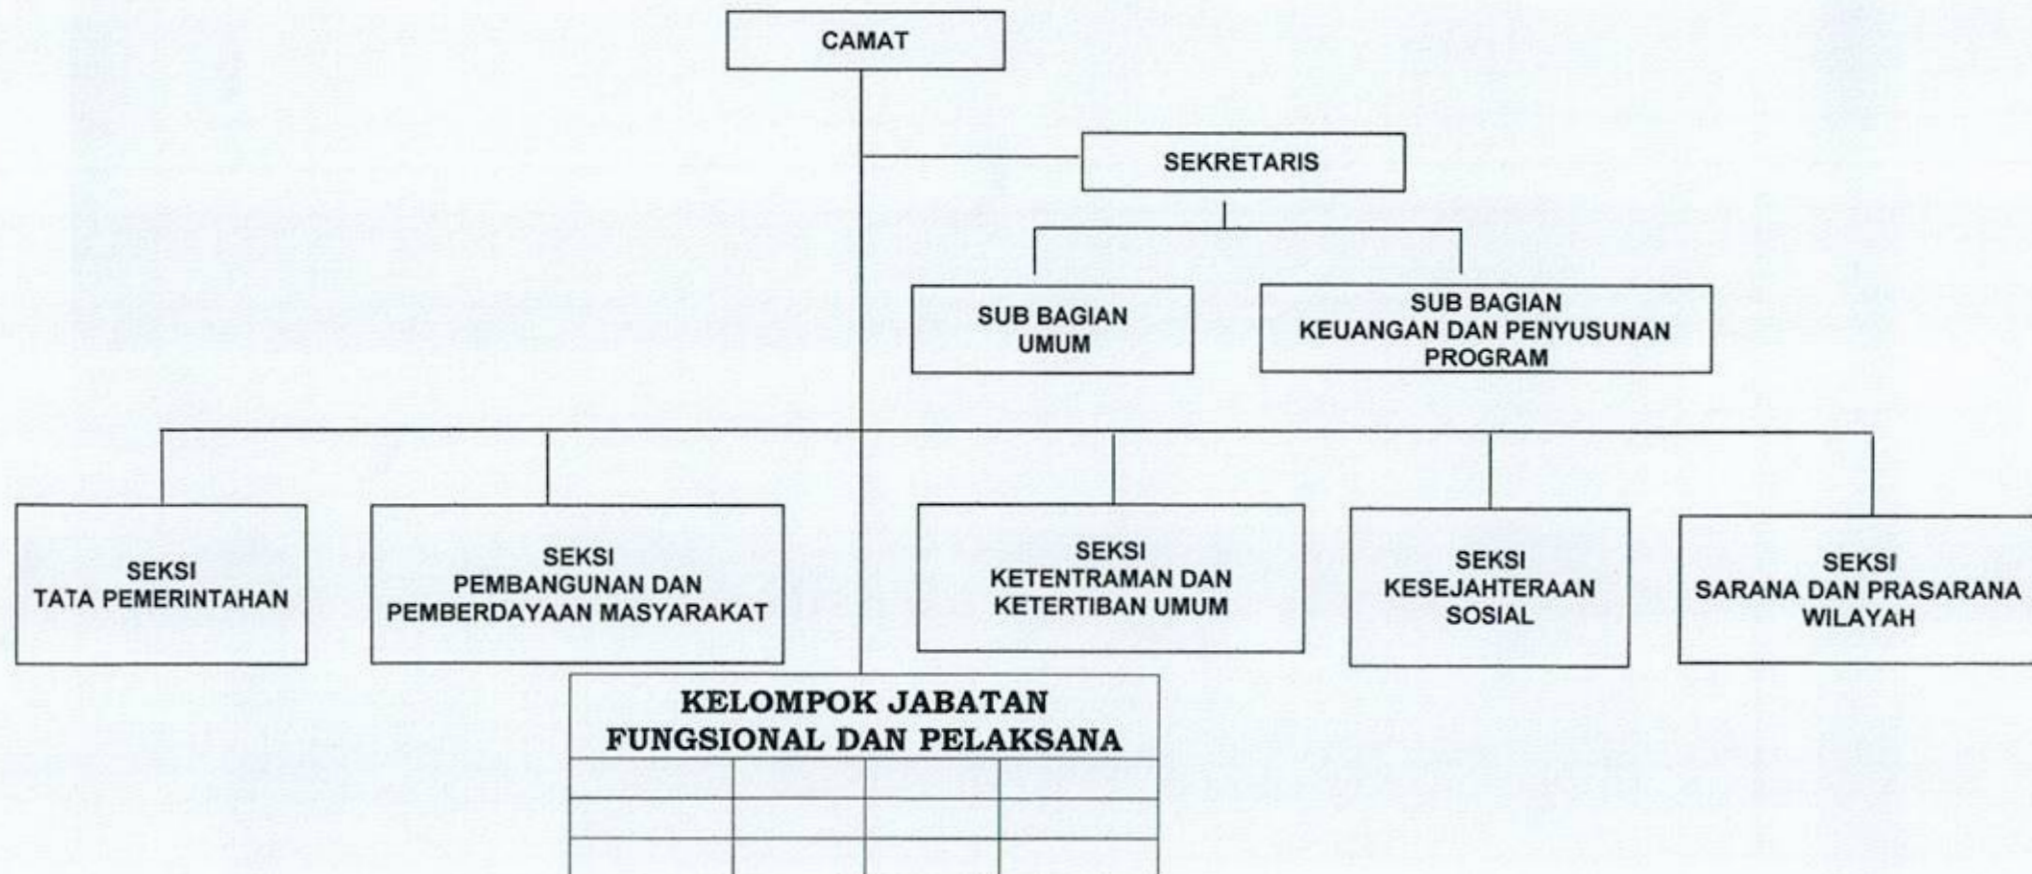 CAMAT
SEKRETARIS
SUB BAGIAN
UMUM
SUB BAGIAN
KEUANGAN DAN PENYUSUNAN
PROGRAM
SEKSI
TATA PEMERINTAHAN
SEKSI
PEMBANGUNAN DAN
PEMBERDAYAAN MASYARAKAT
SEKSI
KETENTRAMAN DAN
KETERTIBAN UMUM
SEKSI
KESEJAHTERAAN
SOSIAL
SEKSI
SARANA DAN PRASARANA
WILAYAH
KELOMPOK JABATAN
FUNGSIONAL DAN PELAKSANA